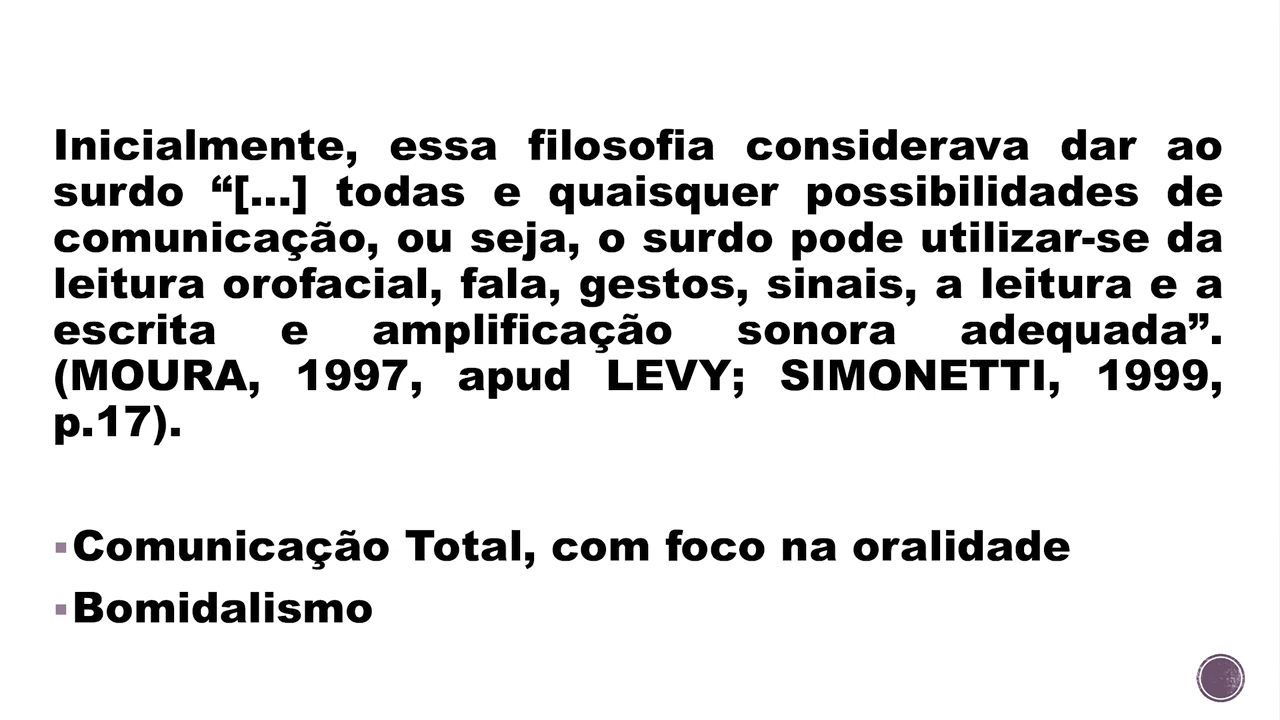 Inicialmente, essa filosofia considerava dar ao
surdo “[...] todas e quaisquer possibilidades de
comunicação, ou seja, o surdo pode utilizar-se da
leitura orofacial, fala, gestos, sinais, a leitura e a
escrita e amplificação sonora adequada”.
(MOURA, 1997, apud LEVY; SIMONETTI, 1999,
p.17).
▪Comunicação Total, com foco na oralidade
▪Bomidalismo